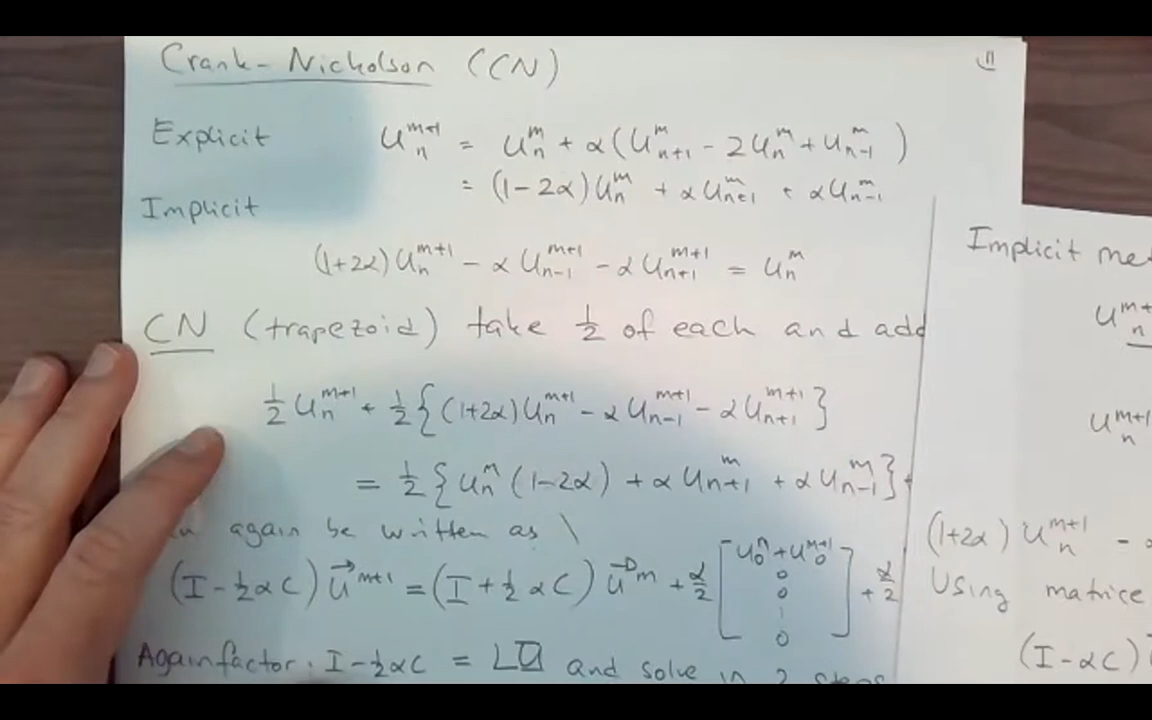 Crank-Nicholson (CN)
11
Explicit u_n^{m+1} = u_n^m + α(u_{n+1}^m - 2u_n^m + u_{n-1}^m)
= (1-2α)u_n^m + αu_{n+1}^m + αu_{n-1}^m
Implicit
(1+2α)u_n^{m+1} - αu_{n-1}^{m+1} - αu_{n+1}^{m+1} = u_n^m
CN (trapezoid) take ½ of each and add
½u_n^{m+1} + ½{(1+2α)u_n^{m+1} - αu_{n-1}^{m+1} - αu_{n+1}^{m+1}}
= ½{u_n^m(1-2α) + αu_{n+1}^m + αu_{n-1}^m} +
again be written as \
(I-½αC)u⃗^{m+1} = (I+½αC)u⃗^m + α/2 [u_0^n + u_0^{m+1} 0 0 ⋮ 0] + α/2
Again factor: I-½αC = LU and solve in 2 steps
Implicit me
u_n^{m+
u_n^{m+1
(1+2α)u_n^{m+1} -
Using matrice
(I-αC)